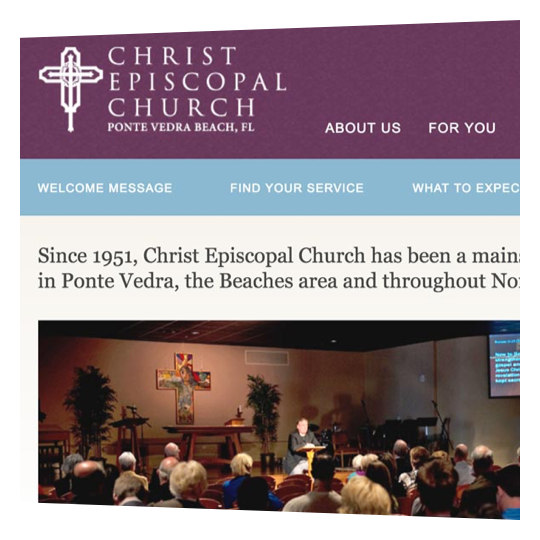 CHRIST
EPISCOPAL
CHURCH
PONTE VEDRA BEACH, FL
ABOUT US FOR YOU
WELCOME MESSAGE FIND YOUR SERVICE WHAT TO EXPEC
Since 1951, Christ Episcopal Church has been a mains
in Ponte Vedra, the Beaches area and throughout Nor